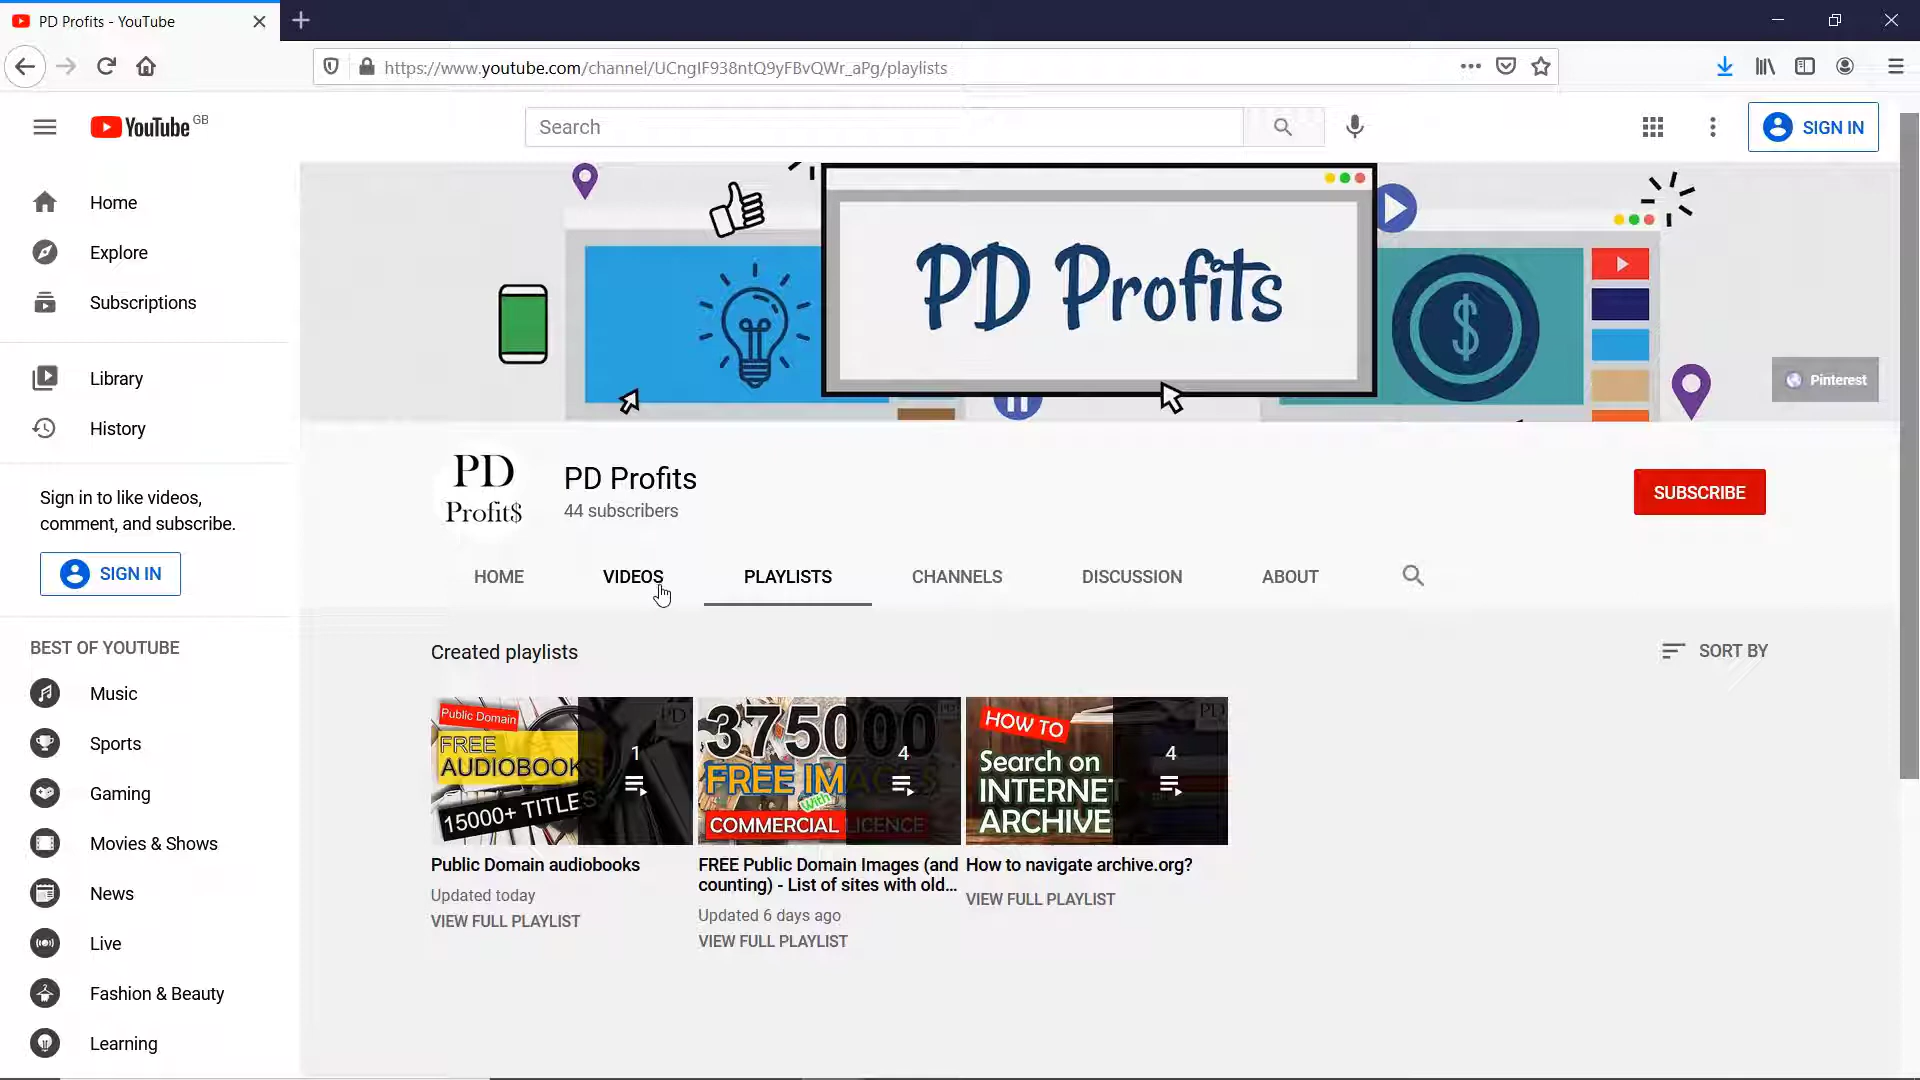 PD Profits - YouTube
https://www.youtube.com/channel/UCngIF938ntQ9yFBvQWr_aPg/playlists
YouTube GB
Search
SIGN IN
Home
Explore
Subscriptions
Library
History
Sign in to like videos,
comment, and subscribe.
SIGN IN
BEST OF YOUTUBE
Music
Sports
Gaming
Movies & Shows
News
Live
Fashion & Beauty
Learning
PD Profits
Pinterest
PD
Profit$
PD Profits
44 subscribers
SUBSCRIBE
HOME VIDEOS PLAYLISTS CHANNELS DISCUSSION ABOUT
Created playlists
SORT BY
Public Domain
FREE
AUDIOBOOKS
15000+ TITLES
PD
1
Public Domain audiobooks
Updated today
VIEW FULL PLAYLIST
375000
FREE IMAGES
With
COMMERCIAL LICENCE
PD
4
FREE Public Domain Images (and
counting) - List of sites with old...
Updated 6 days ago
VIEW FULL PLAYLIST
HOW TO
Search on
INTERNET
ARCHIVE
PD
4
How to navigate archive.org?
VIEW FULL PLAYLIST